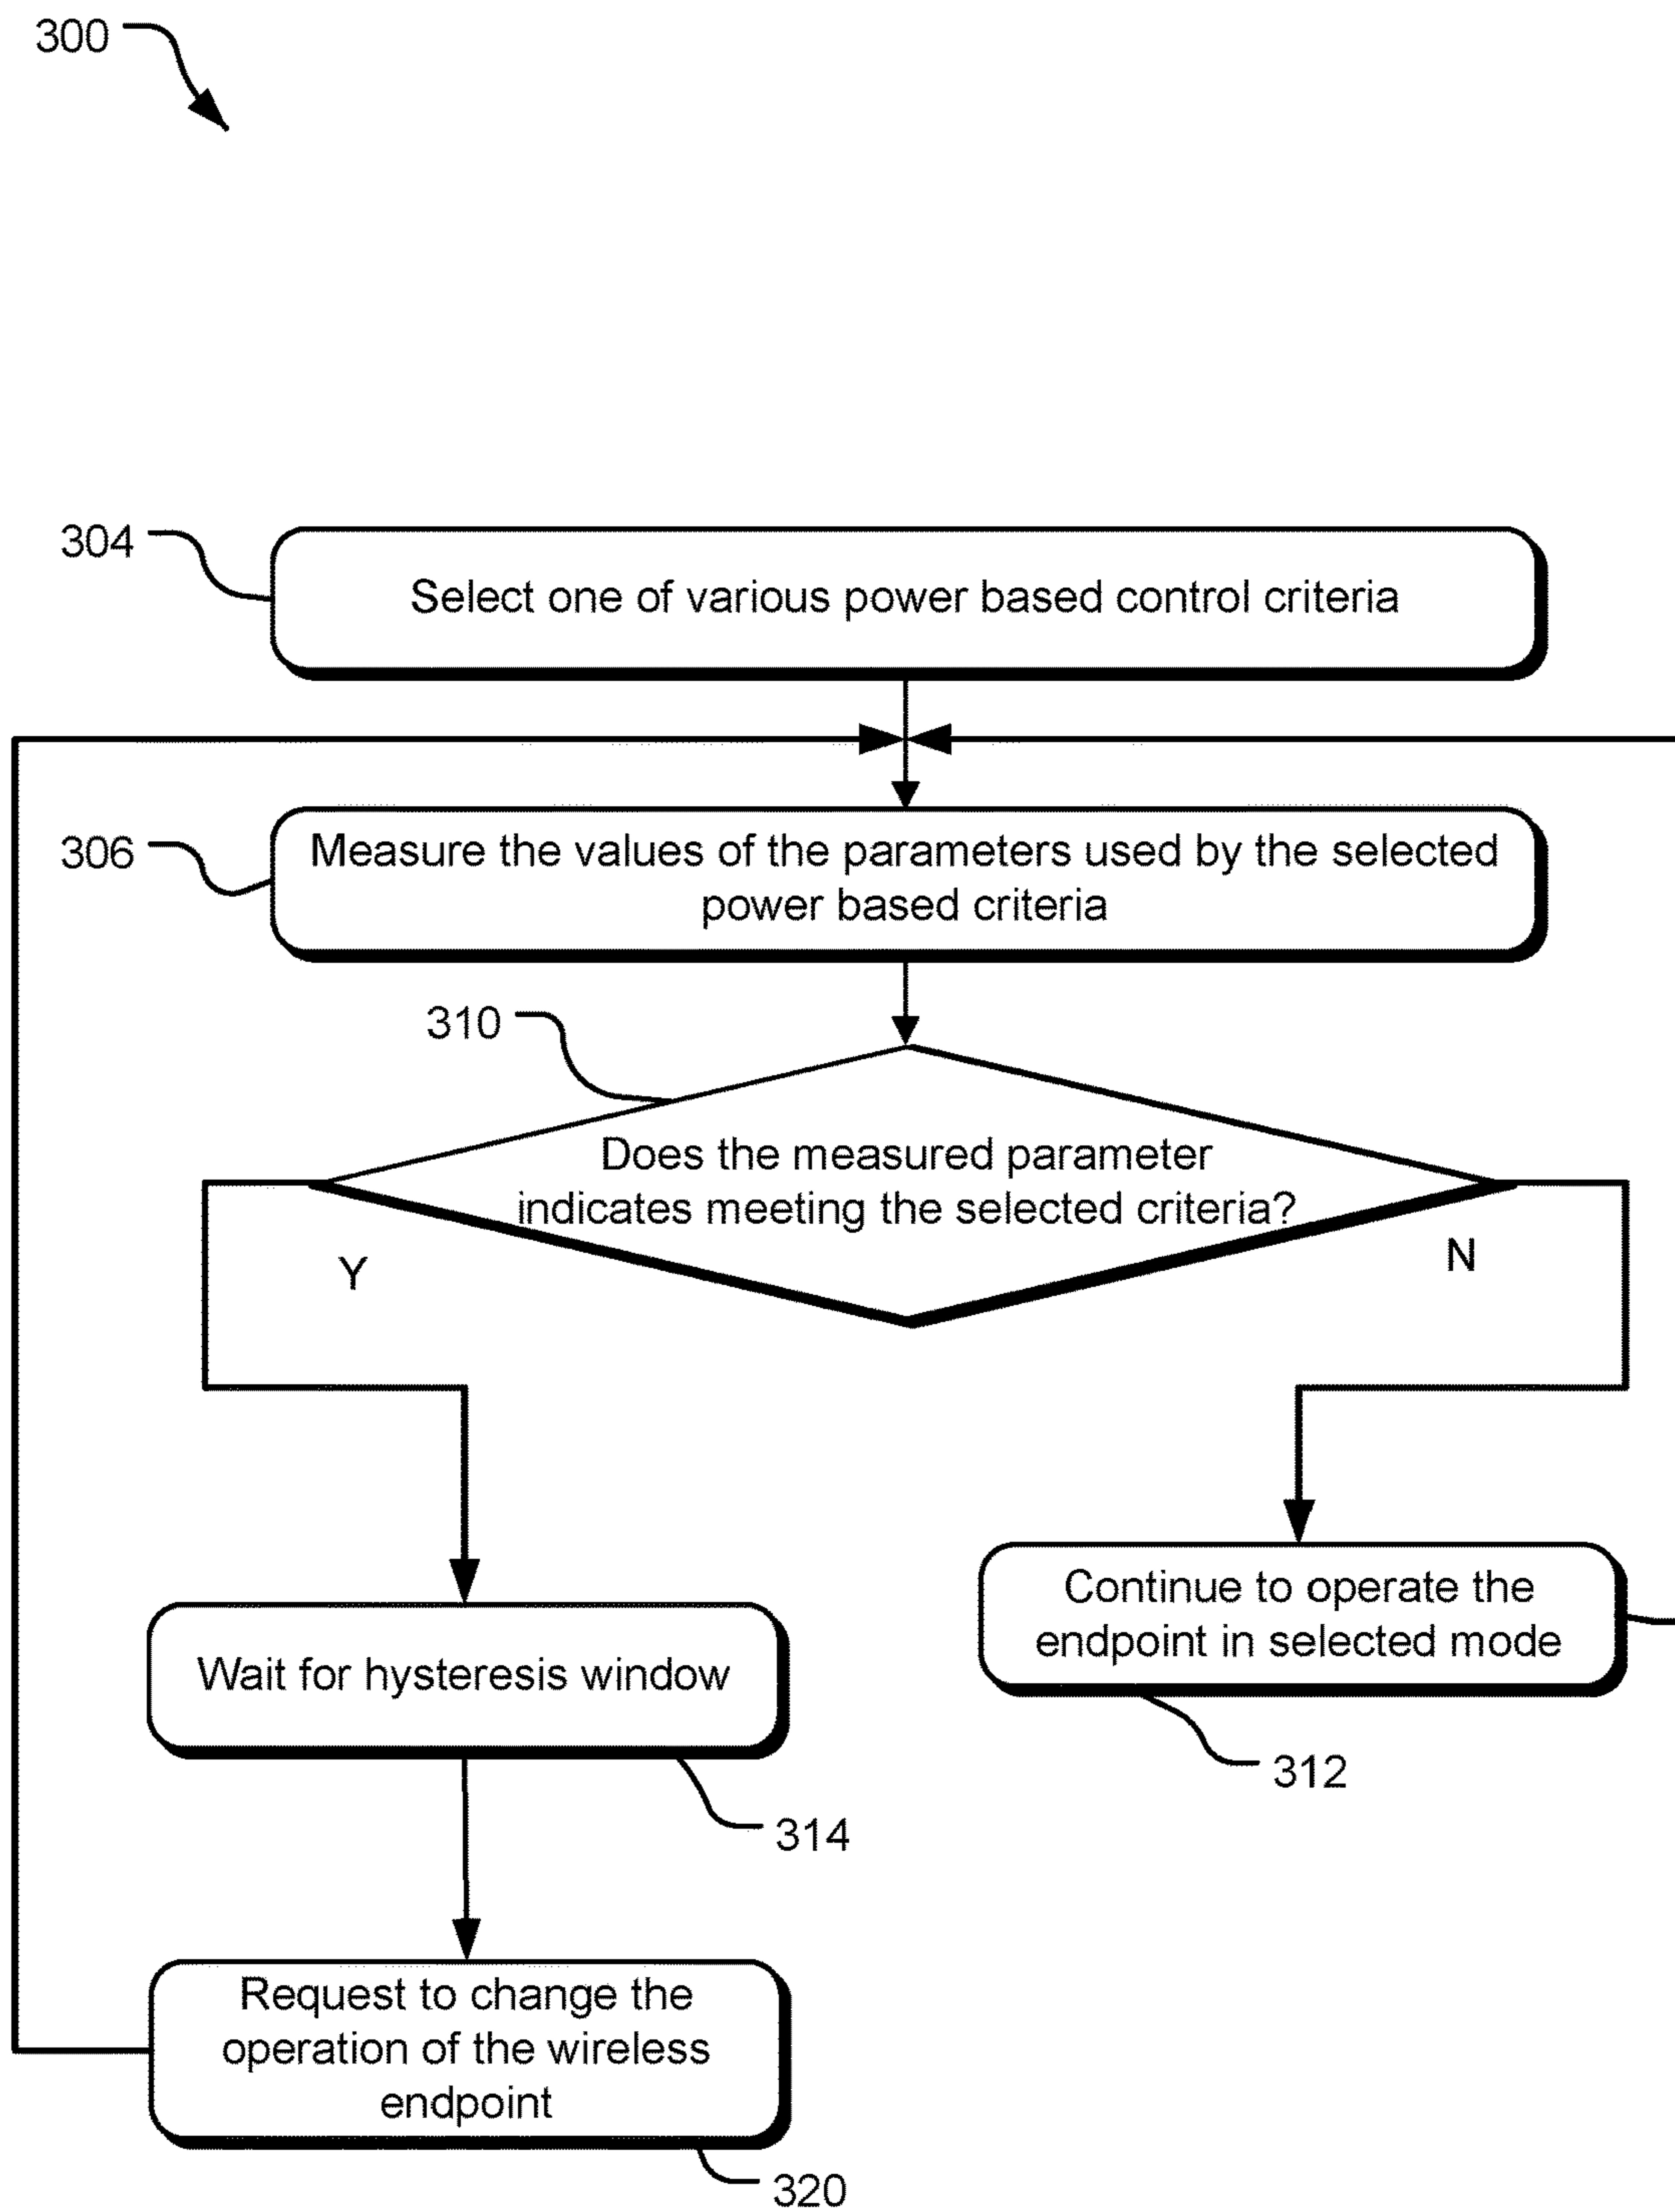 300
304
Select one of various power based control criteria
306
Measure the values of the parameters used by the selected
power based criteria
310
Does the measured parameter
indicates meeting the selected criteria?
Y
N
Continue to operate the
endpoint in selected mode
312
Wait for hysteresis window
314
Request to change the
operation of the wireless
endpoint
320